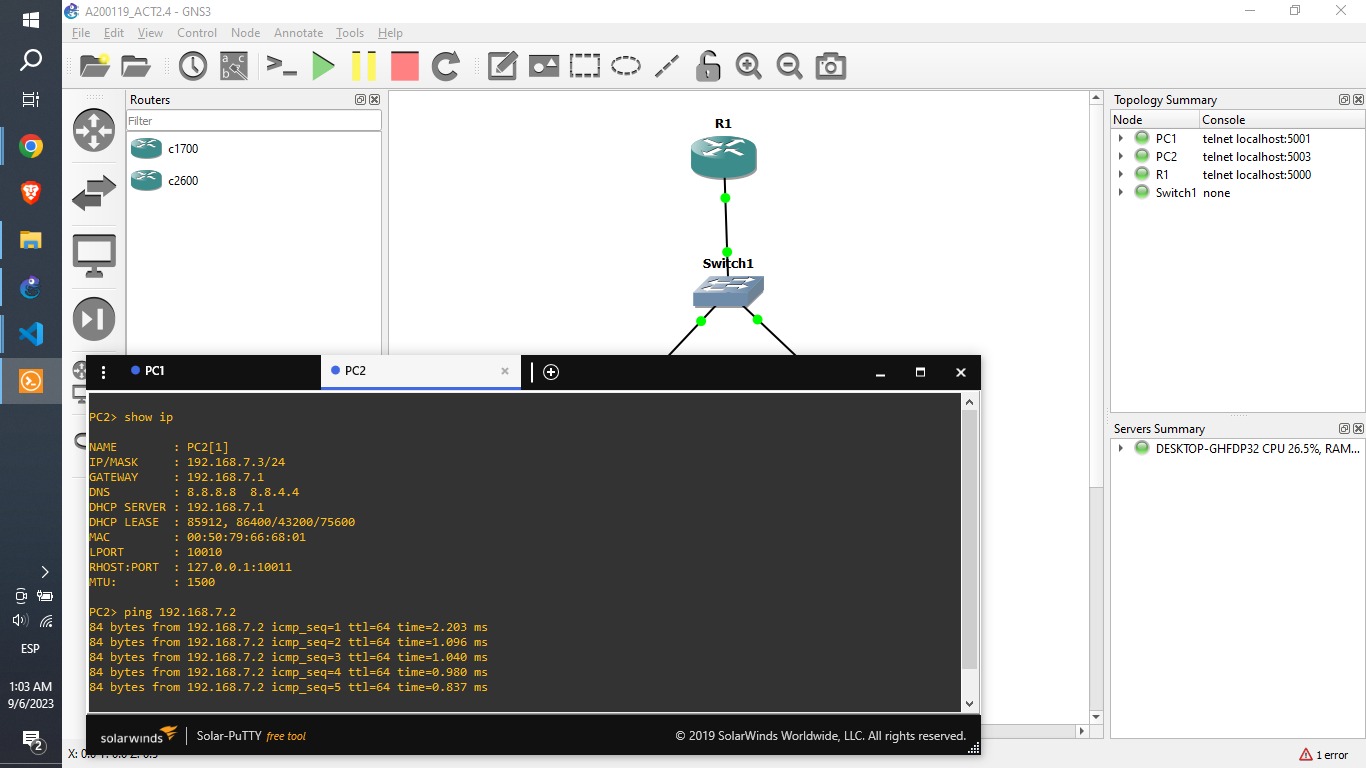 A200119_ACT2.4 - GNS3
File Edit View Control Node Annotate Tools Help
Routers
Filter
c1700
c2600
R1
Switch1
Topology Summary
Node Console
PC1 telnet localhost:5001
PC2 telnet localhost:5003
R1 telnet localhost:5000
Switch1 none
Servers Summary
DESKTOP-GHFDP32 CPU 26.5%, RAM...
PC1
PC2
PC2> show ip
NAME : PC2[1]
IP/MASK : 192.168.7.3/24
GATEWAY : 192.168.7.1
DNS : 8.8.8.8 8.8.4.4
DHCP SERVER : 192.168.7.1
DHCP LEASE : 85912, 86400/43200/75600
MAC : 00:50:79:66:68:01
LPORT : 10010
RHOST:PORT : 127.0.0.1:10011
MTU: : 1500
PC2> ping 192.168.7.2
84 bytes from 192.168.7.2 icmp_seq=1 ttl=64 time=2.203 ms
84 bytes from 192.168.7.2 icmp_seq=2 ttl=64 time=1.096 ms
84 bytes from 192.168.7.2 icmp_seq=3 ttl=64 time=1.040 ms
84 bytes from 192.168.7.2 icmp_seq=4 ttl=64 time=0.980 ms
84 bytes from 192.168.7.2 icmp_seq=5 ttl=64 time=0.837 ms
solarwinds Solar-PuTTY free tool © 2019 SolarWinds Worldwide, LLC. All rights reserved.
1 error
ESP
1:03 AM
9/6/2023
2